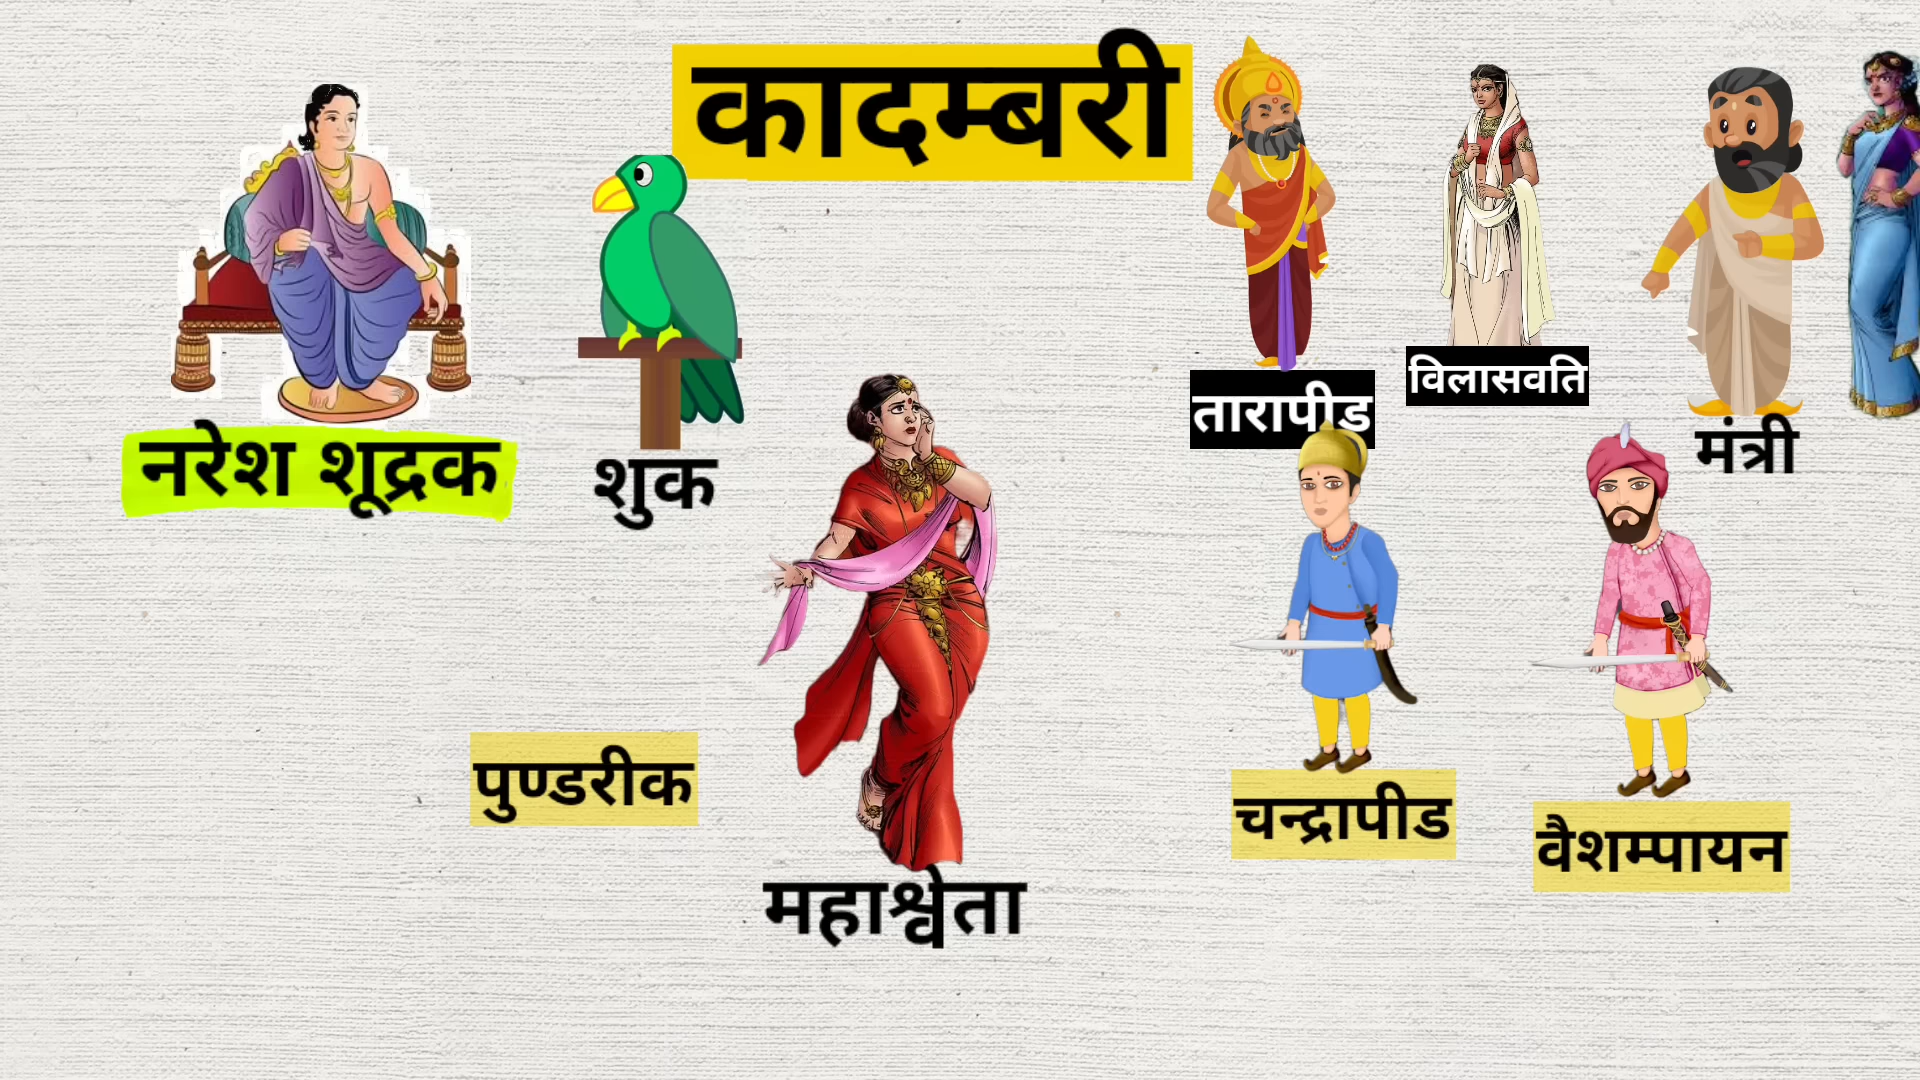 कादम्बरी
नरेश शूद्रक
शुक
तारापीड
विलासवति
मंत्री
पुण्डरीक
महाश्वेता
चन्द्रापीड
वैशम्पायन